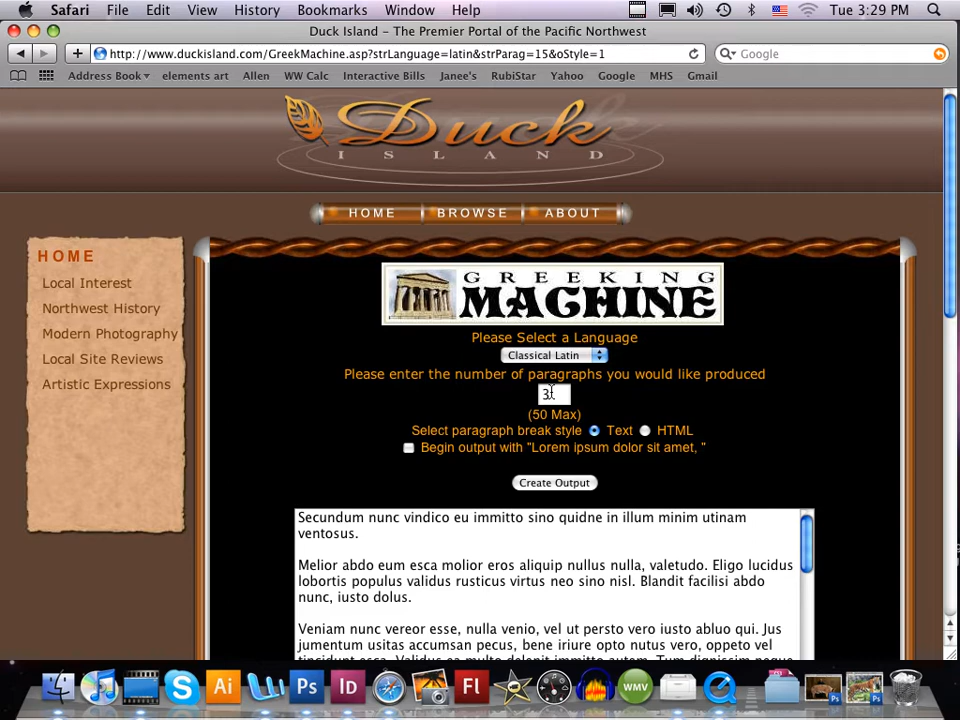 Safari File Edit View History Bookmarks Window Help Tue 3:29 PM
Duck Island – The Premier Portal of the Pacific Northwest
http://www.duckisland.com/GreekMachine.asp?strLanguage=latin&strParag=15&oStyle=1 Google
Address Book elements art Allen WW Calc Interactive Bills Janee's RubiStar Yahoo Google MHS Gmail
Duck
ISLAND
HOME BROWSE ABOUT
HOME
Local Interest
Northwest History
Modern Photography
Local Site Reviews
Artistic Expressions
GREEKING
MACHINE
Please Select a Language
Classical Latin
Please enter the number of paragraphs you would like produced
3
(50 Max)
Select paragraph break style Text HTML
Begin output with "Lorem ipsum dolor sit amet, "
Create Output
Secundum nunc vindico eu immitto sino quidne in illum minim utinam
ventosus.
Melior abdo eum esca molior eros aliquip nullus nulla, valetudo. Eligo lucidus
lobortis populus validus rusticus virtus neo sino nisl. Blandit facilisi abdo
nunc, iusto dolus.
Veniam nunc vereor esse, nulla venio, vel ut persto vero iusto abluo qui. Jus
jumentum usitas accumsan pecus, bene iriure opto nutus vero, oppeto vel
Ai Ps Id Fl WMV